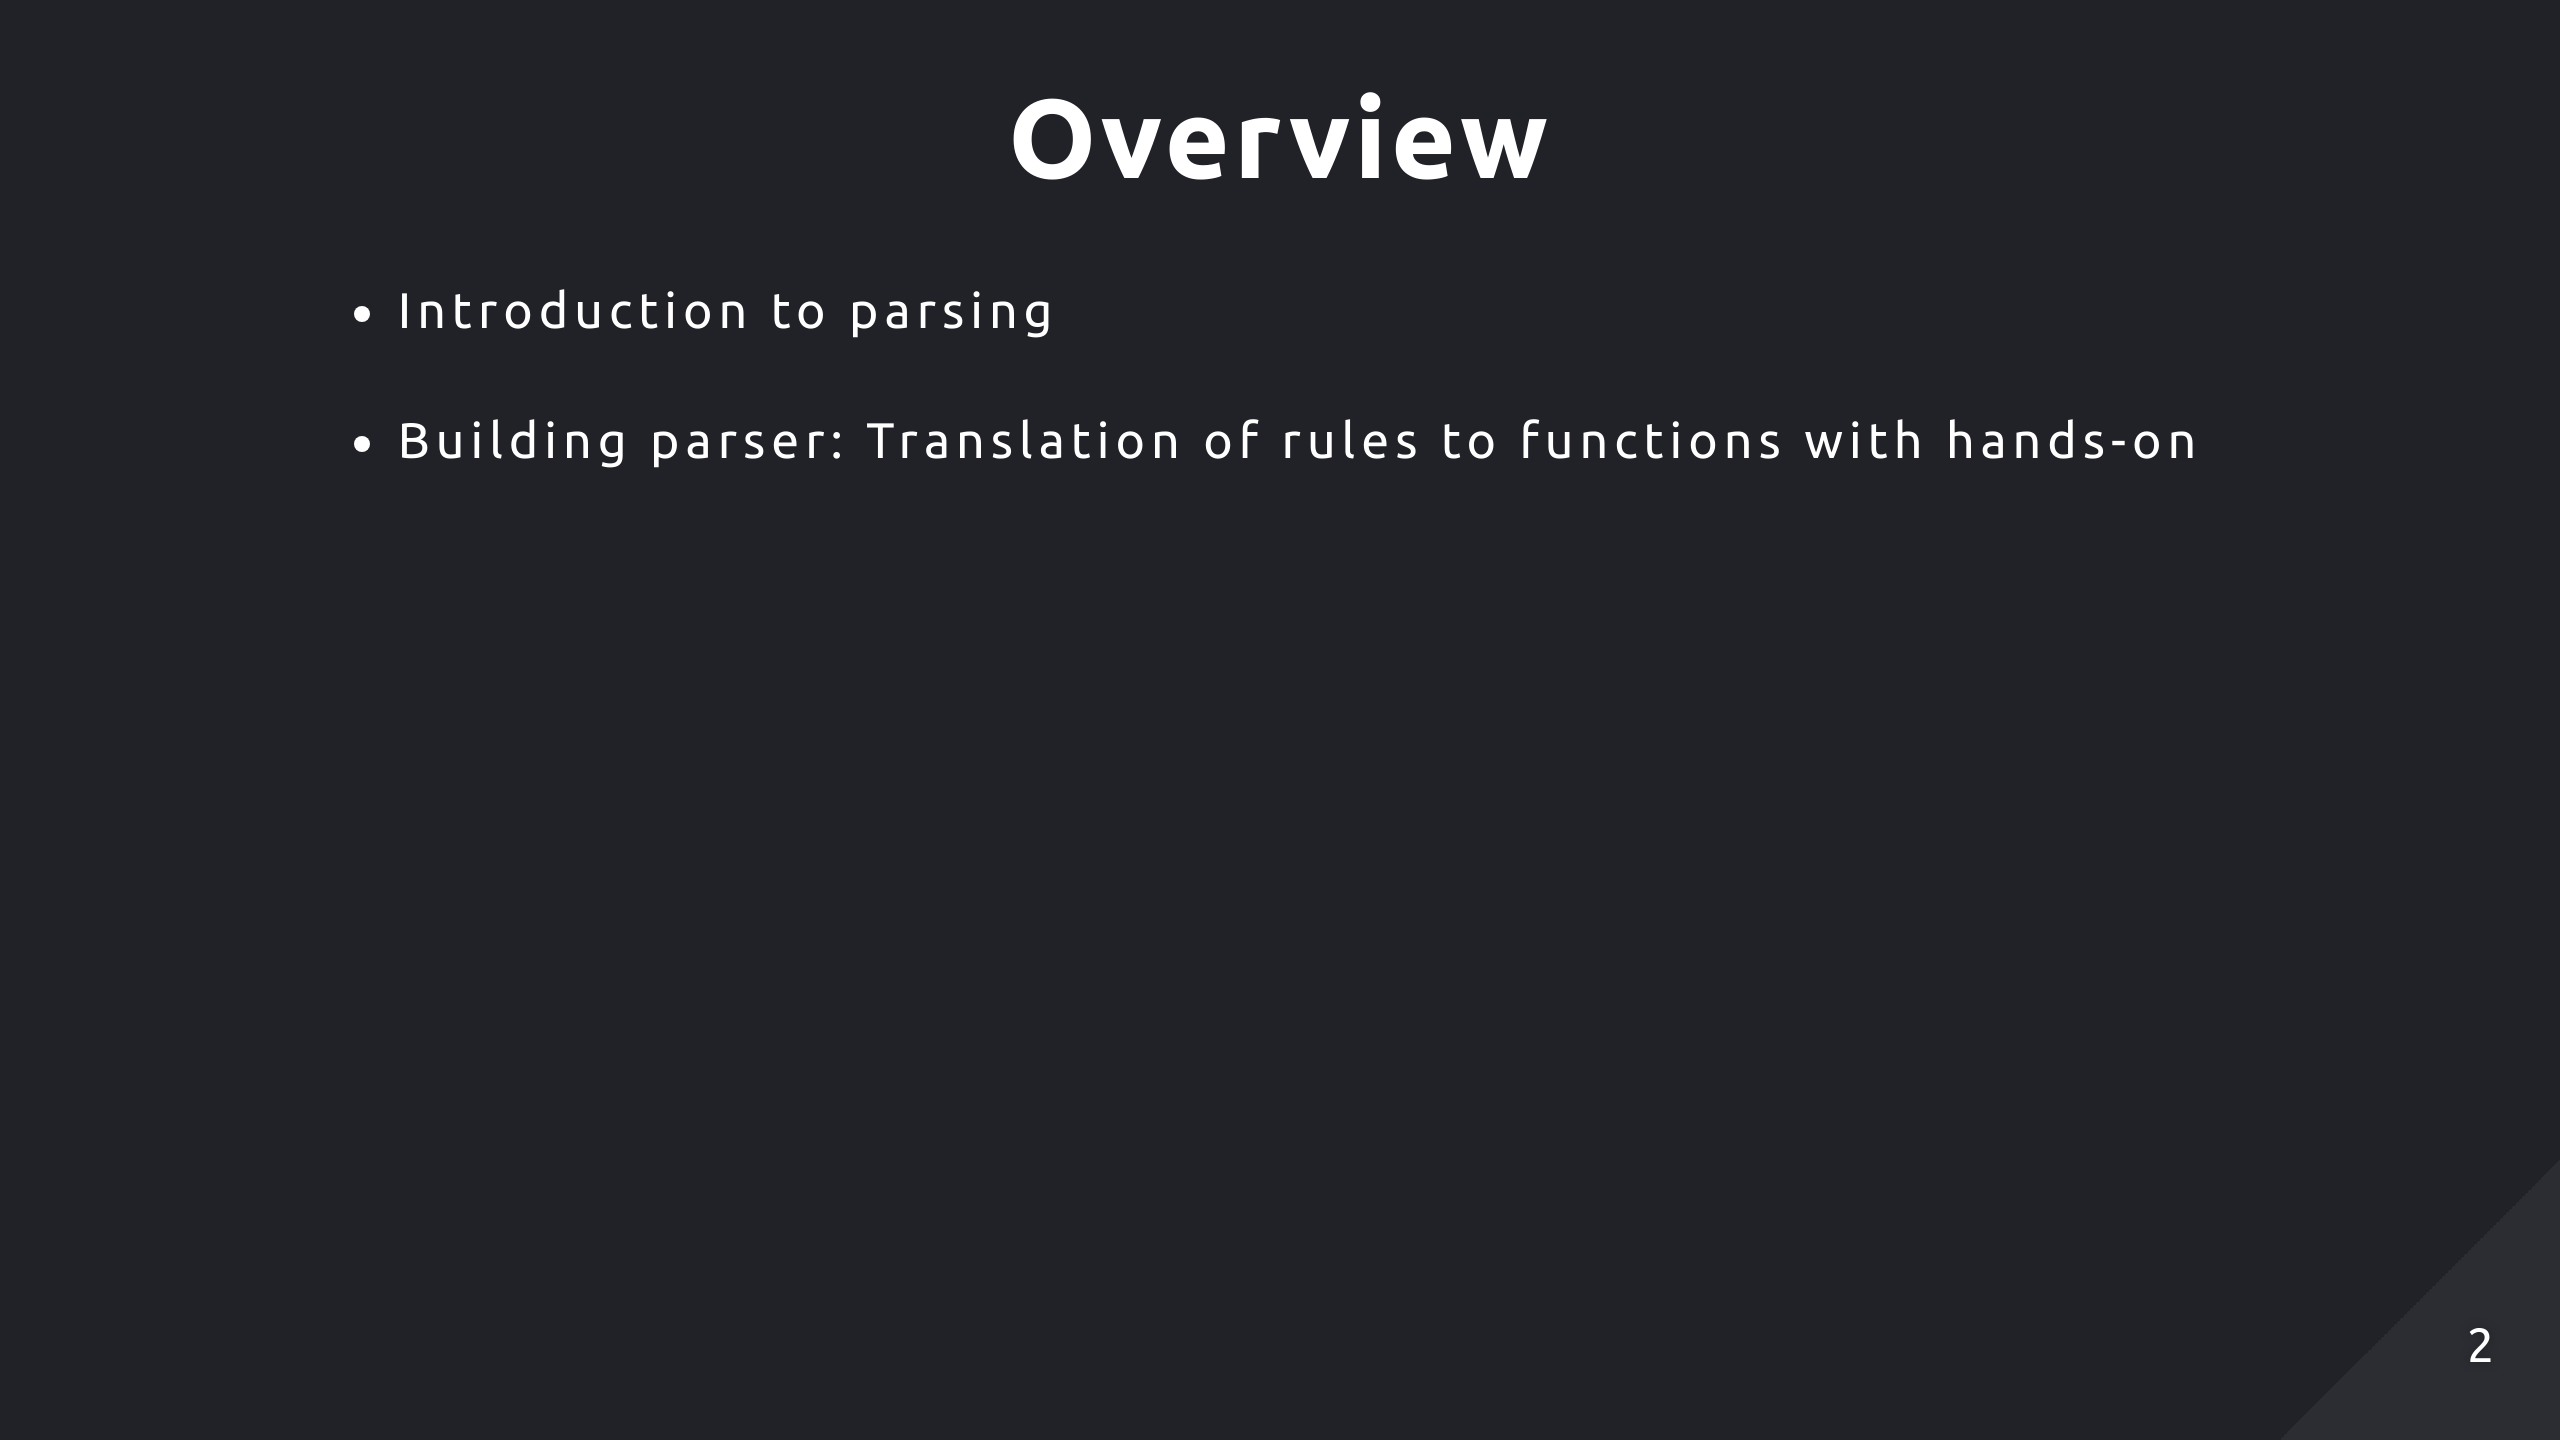 Overview
• Introduction to parsing
• Building parser: Translation of rules to functions with hands-on
2